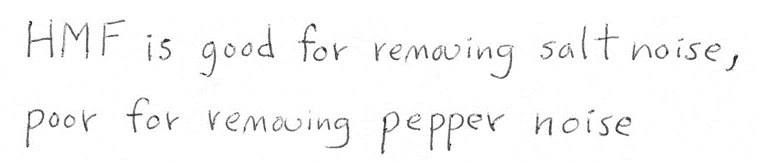 HMF is good for removing salt noise,
poor for removing pepper noise